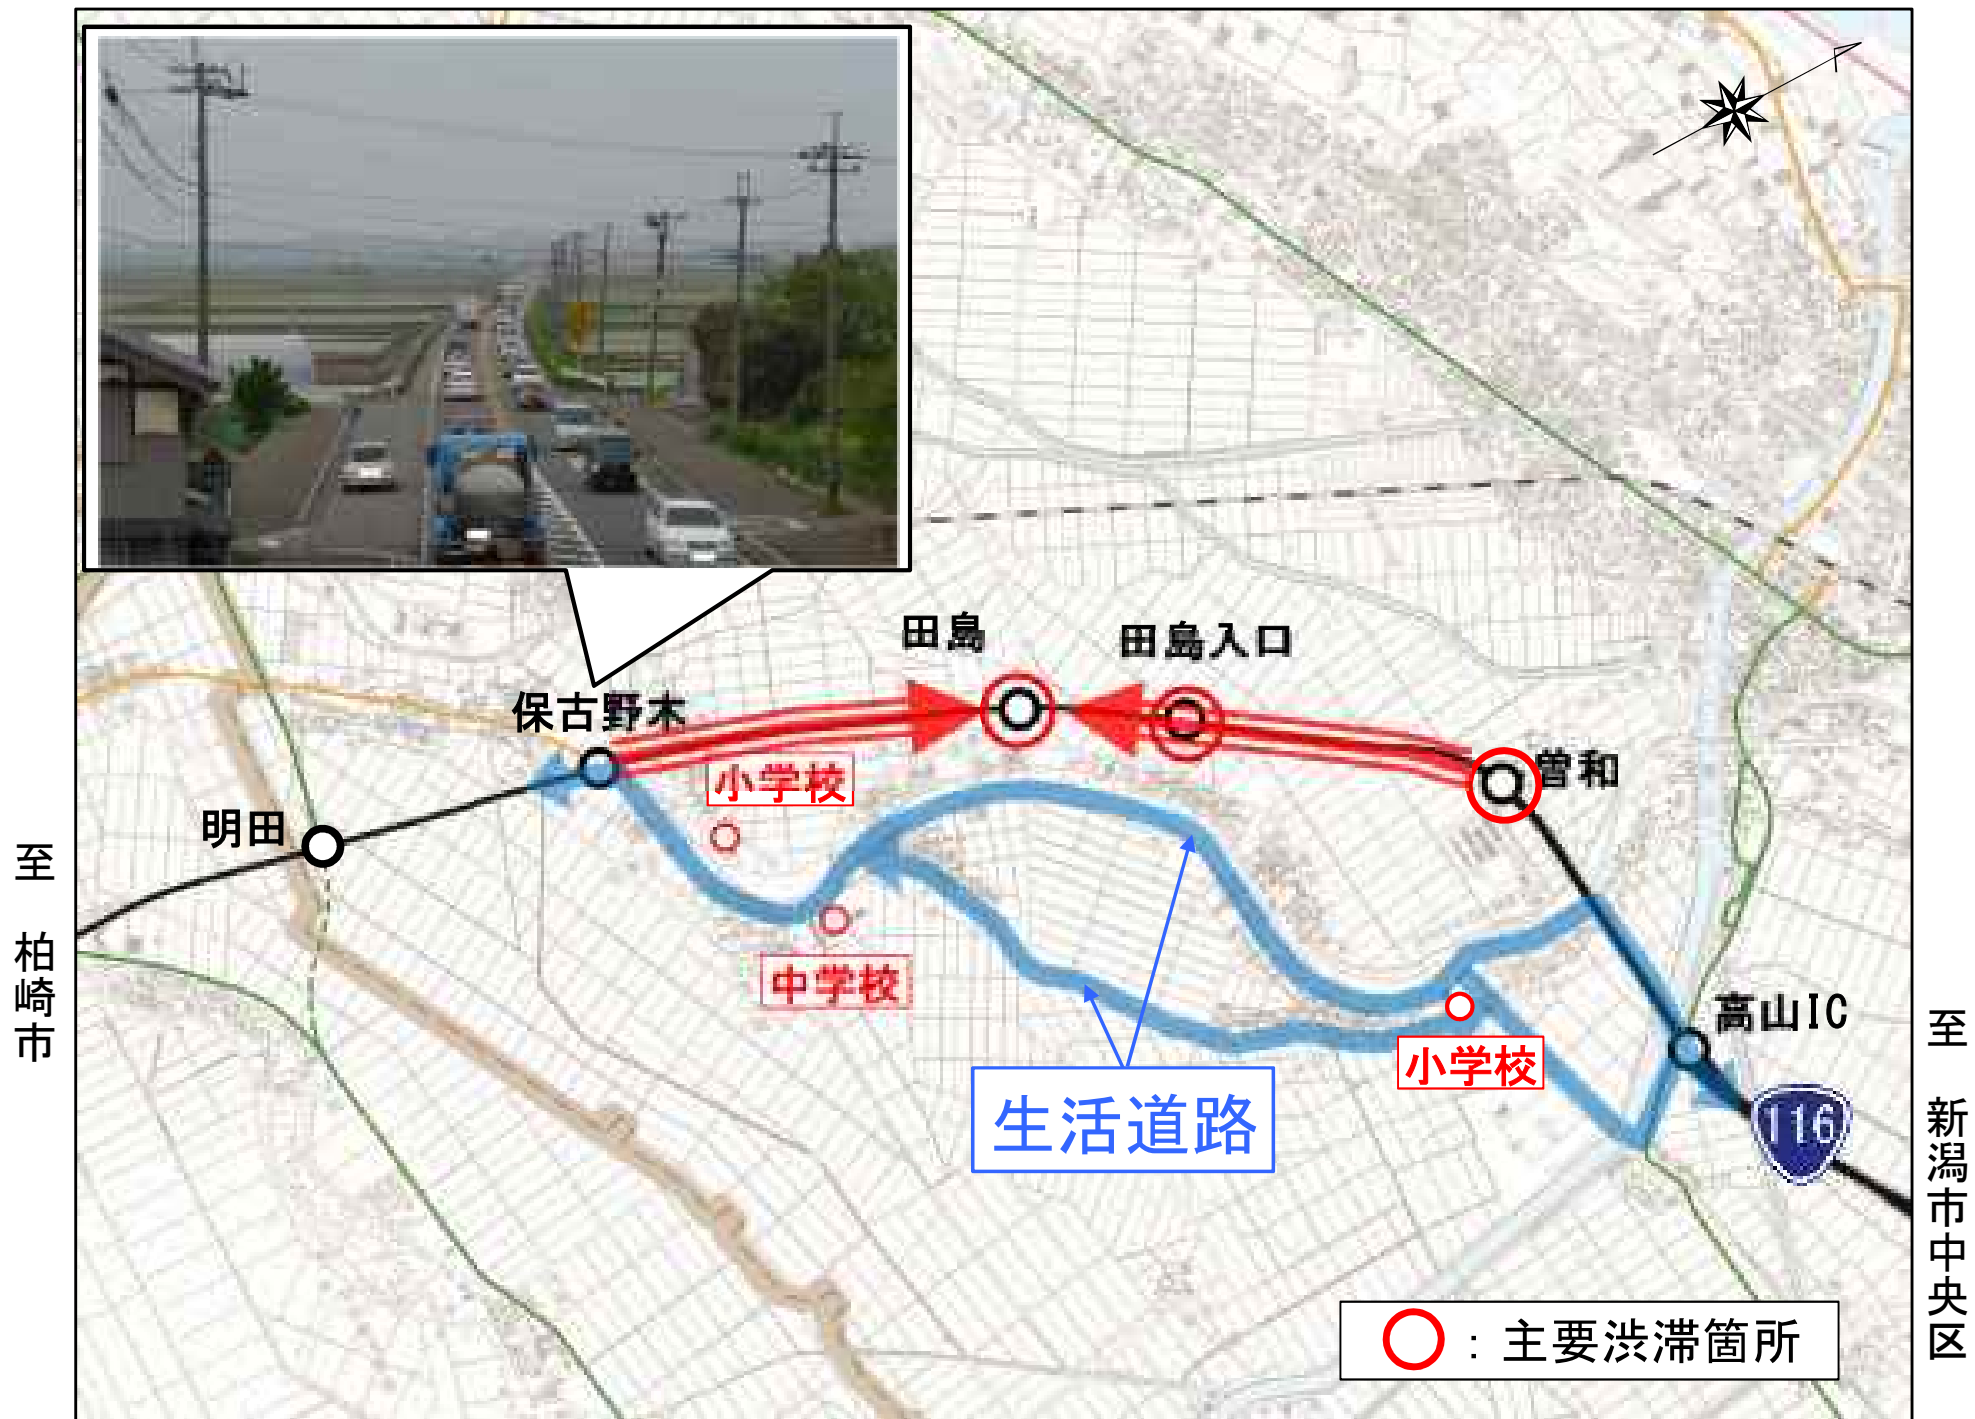 田島
田島入口
保古野木
小学校
曽和
明田
中学校
高山IC
小学校
生活道路
116
至 柏崎市
至 新潟市中央区
：主要渋滞箇所